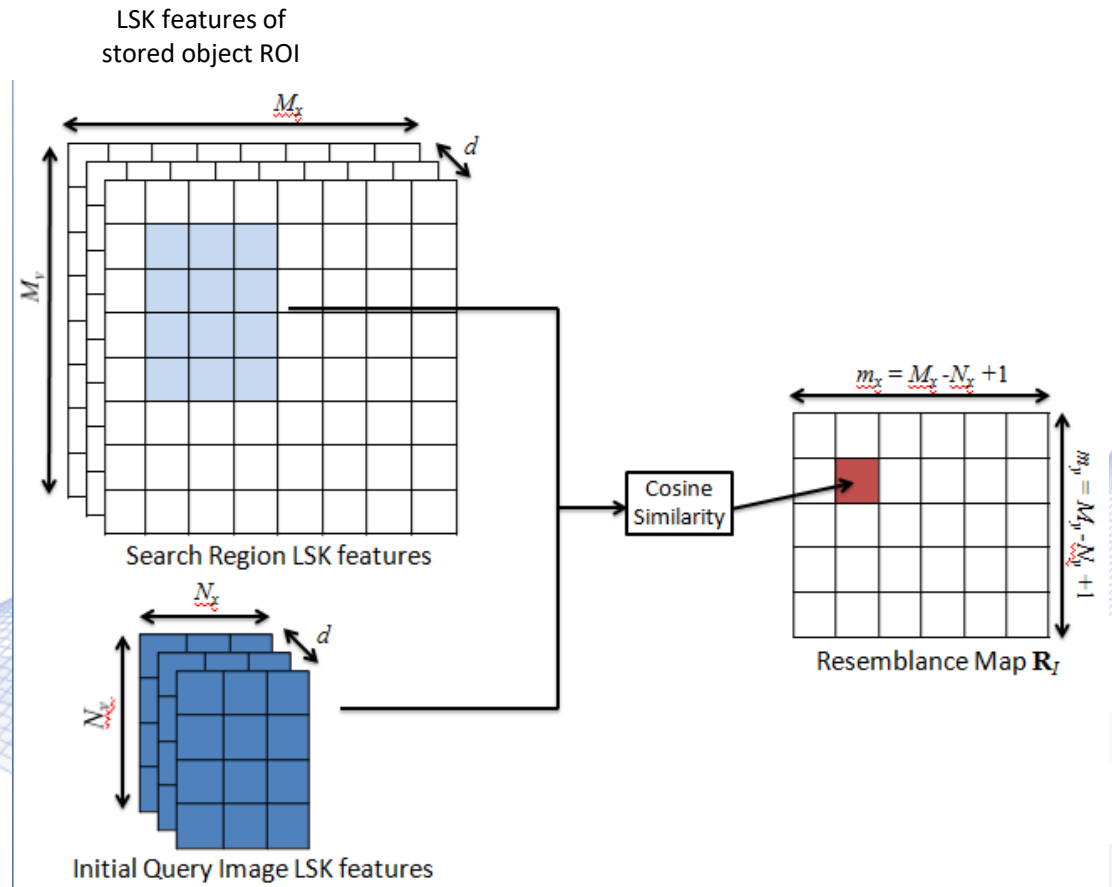 LSK features of
stored object ROI
Mx
d
My
Search Region LSK features
Nx
d
Ny
Initial Query Image LSK features
Cosine
Similarity
mx = Mx -Nx +1
my = My-Ny +1
Resemblance Map RI